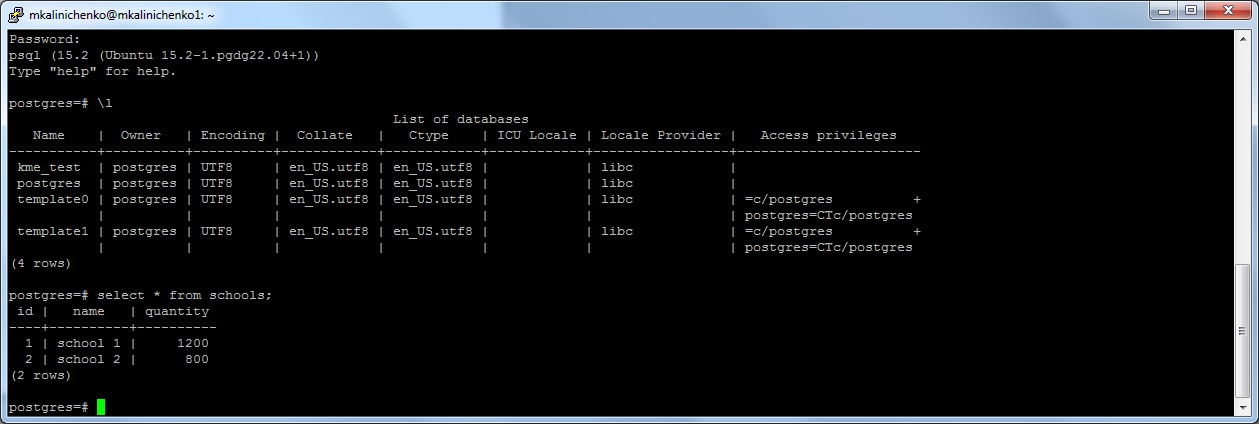 mkalinichenko@mkalinichenko1: ~
Password:
psql (15.2 (Ubuntu 15.2-1.pgdg22.04+1))
Type "help" for help.
postgres=# \l
                                                List of databases
   Name    |  Owner   | Encoding |  Collate   |   Ctype    | ICU Locale | Locale Provider |   Access privileges
-----------+----------+----------+------------+------------+------------+-----------------+-----------------------
 kme_test  | postgres | UTF8     | en_US.utf8 | en_US.utf8 |            | libc            |
 postgres  | postgres | UTF8     | en_US.utf8 | en_US.utf8 |            | libc            |
 template0 | postgres | UTF8     | en_US.utf8 | en_US.utf8 |            | libc            | =c/postgres          +
           |          |          |            |            |            |                 | postgres=CTc/postgres
 template1 | postgres | UTF8     | en_US.utf8 | en_US.utf8 |            | libc            | =c/postgres          +
           |          |          |            |            |            |                 | postgres=CTc/postgres
(4 rows)
postgres=# select * from schools;
 id |   name   | quantity
----+----------+----------
  1 | school 1 |     1200
  2 | school 2 |      800
(2 rows)
postgres=#